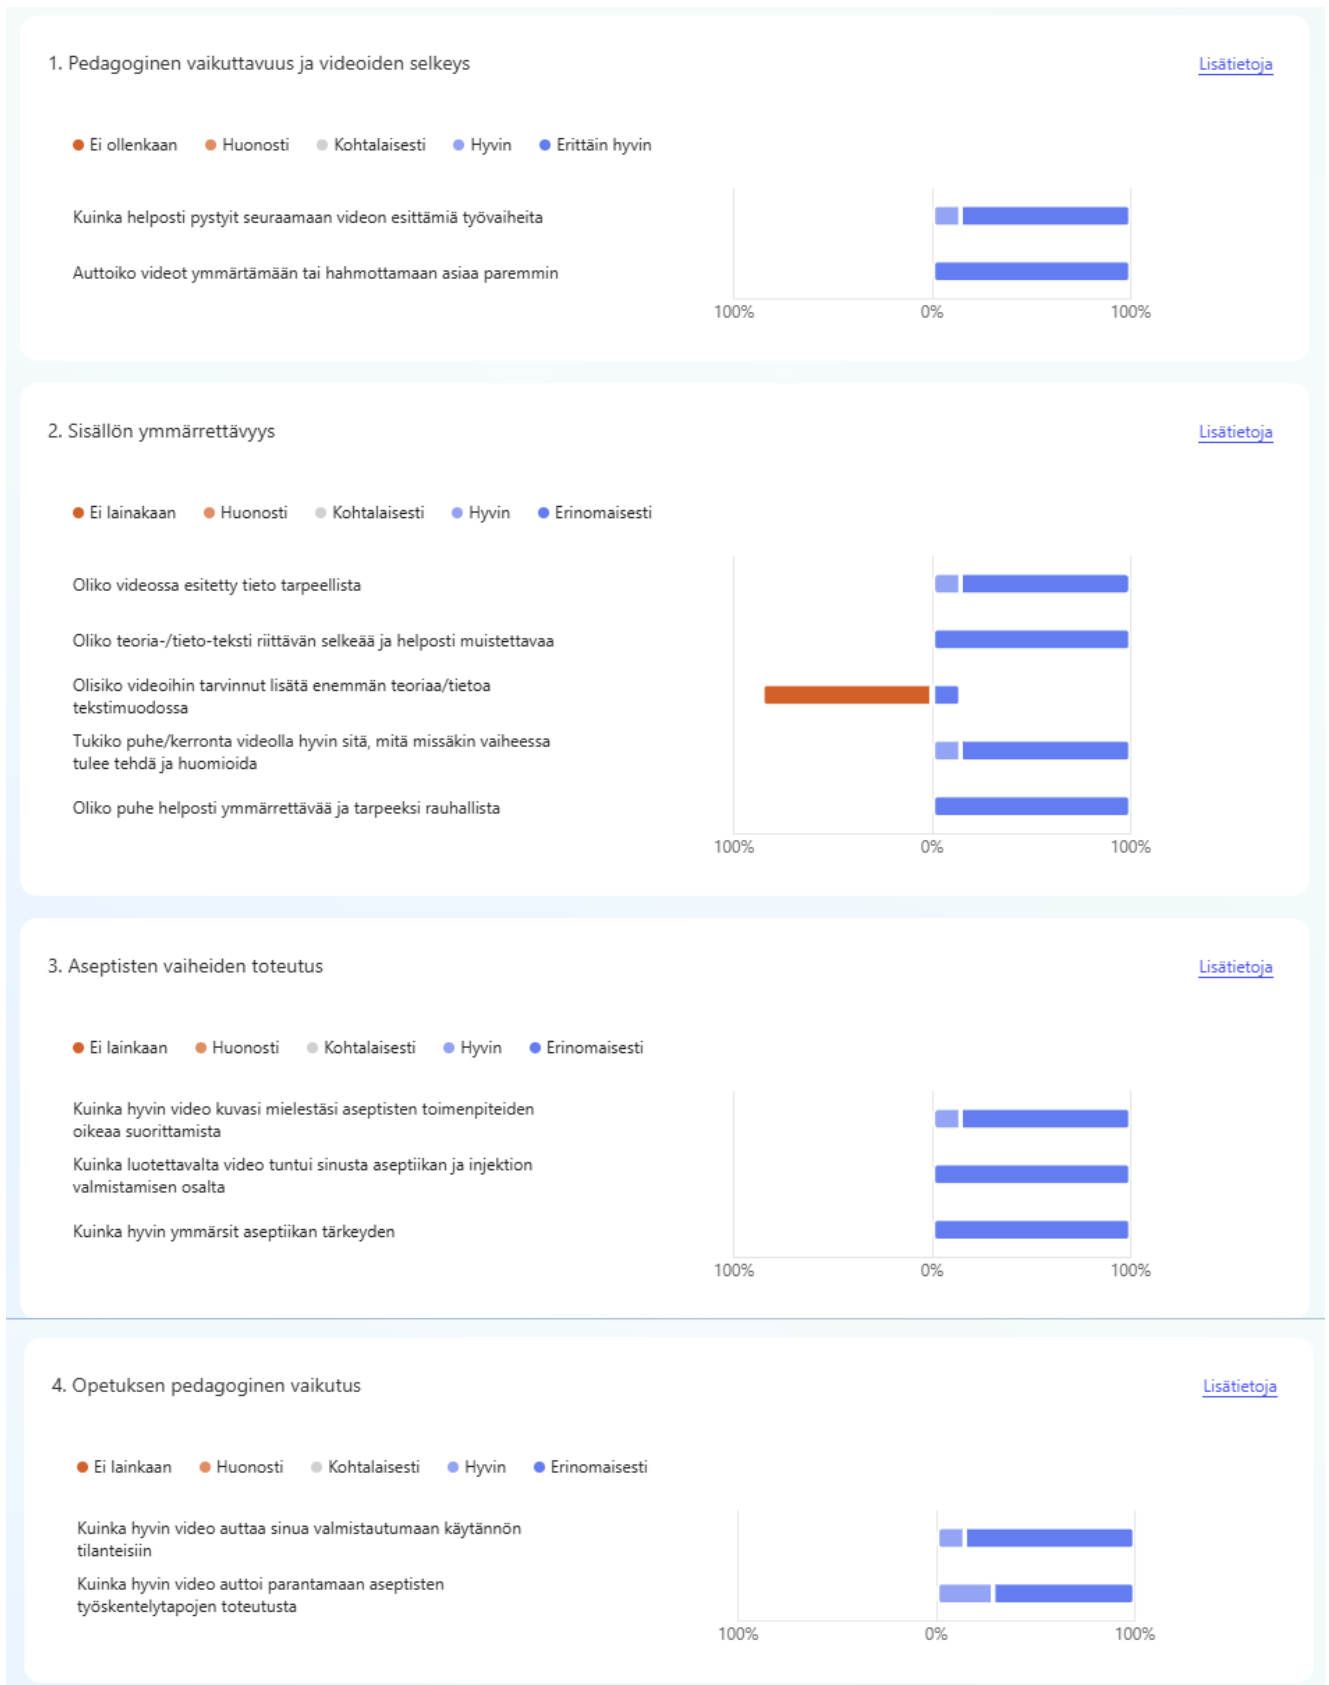 1. Pedagoginen vaikuttavuus ja videoiden selkeys
Lisätietoja
Ei ollenkaan
Huonosti
Kohtalaisesti
Hyvin
Erittäin hyvin
Kuinka helposti pystyit seuraamaan videon esittämiä työvaiheita
Auttoiko videot ymmärtämään tai hahmottamaan asiaa paremmin
100%
0%
100%
2. Sisällön ymmärrettävyys
Lisätietoja
Ei lainakaan
Huonosti
Kohtalaisesti
Hyvin
Erinomaisesti
Oliko videossa esitetty tieto tarpeellista
Oliko teoria-/tieto-teksti riittävän selkeää ja helposti muistettavaa
Olisiko videoihin tarvinnut lisätä enemmän teoriaa/tietoa
tekstimuodossa
Tukiko puhe/kerronta videolla hyvin sitä, mitä missäkin vaiheessa
tulee tehdä ja huomioida
Oliko puhe helposti ymmärrettävää ja tarpeeksi rauhallista
100%
0%
100%
3. Aseptisten vaiheiden toteutus
Lisätietoja
Ei lainkaan
Huonosti
Kohtalaisesti
Hyvin
Erinomaisesti
Kuinka hyvin video kuvasi mielestäsi aseptisten toimenpiteiden
oikeaa suorittamista
Kuinka luotettavalta video tuntui sinusta aseptiikan ja injektion
valmistamisen osalta
Kuinka hyvin ymmärsit aseptiikan tärkeyden
100%
0%
100%
4. Opetuksen pedagoginen vaikutus
Lisätietoja
Ei lainkaan
Huonosti
Kohtalaisesti
Hyvin
Erinomaisesti
Kuinka hyvin video auttaa sinua valmistautumaan käytännön
tilanteisiin
Kuinka hyvin video auttoi parantamaan aseptisten
työskentelytapojen toteutusta
100%
0%
100%